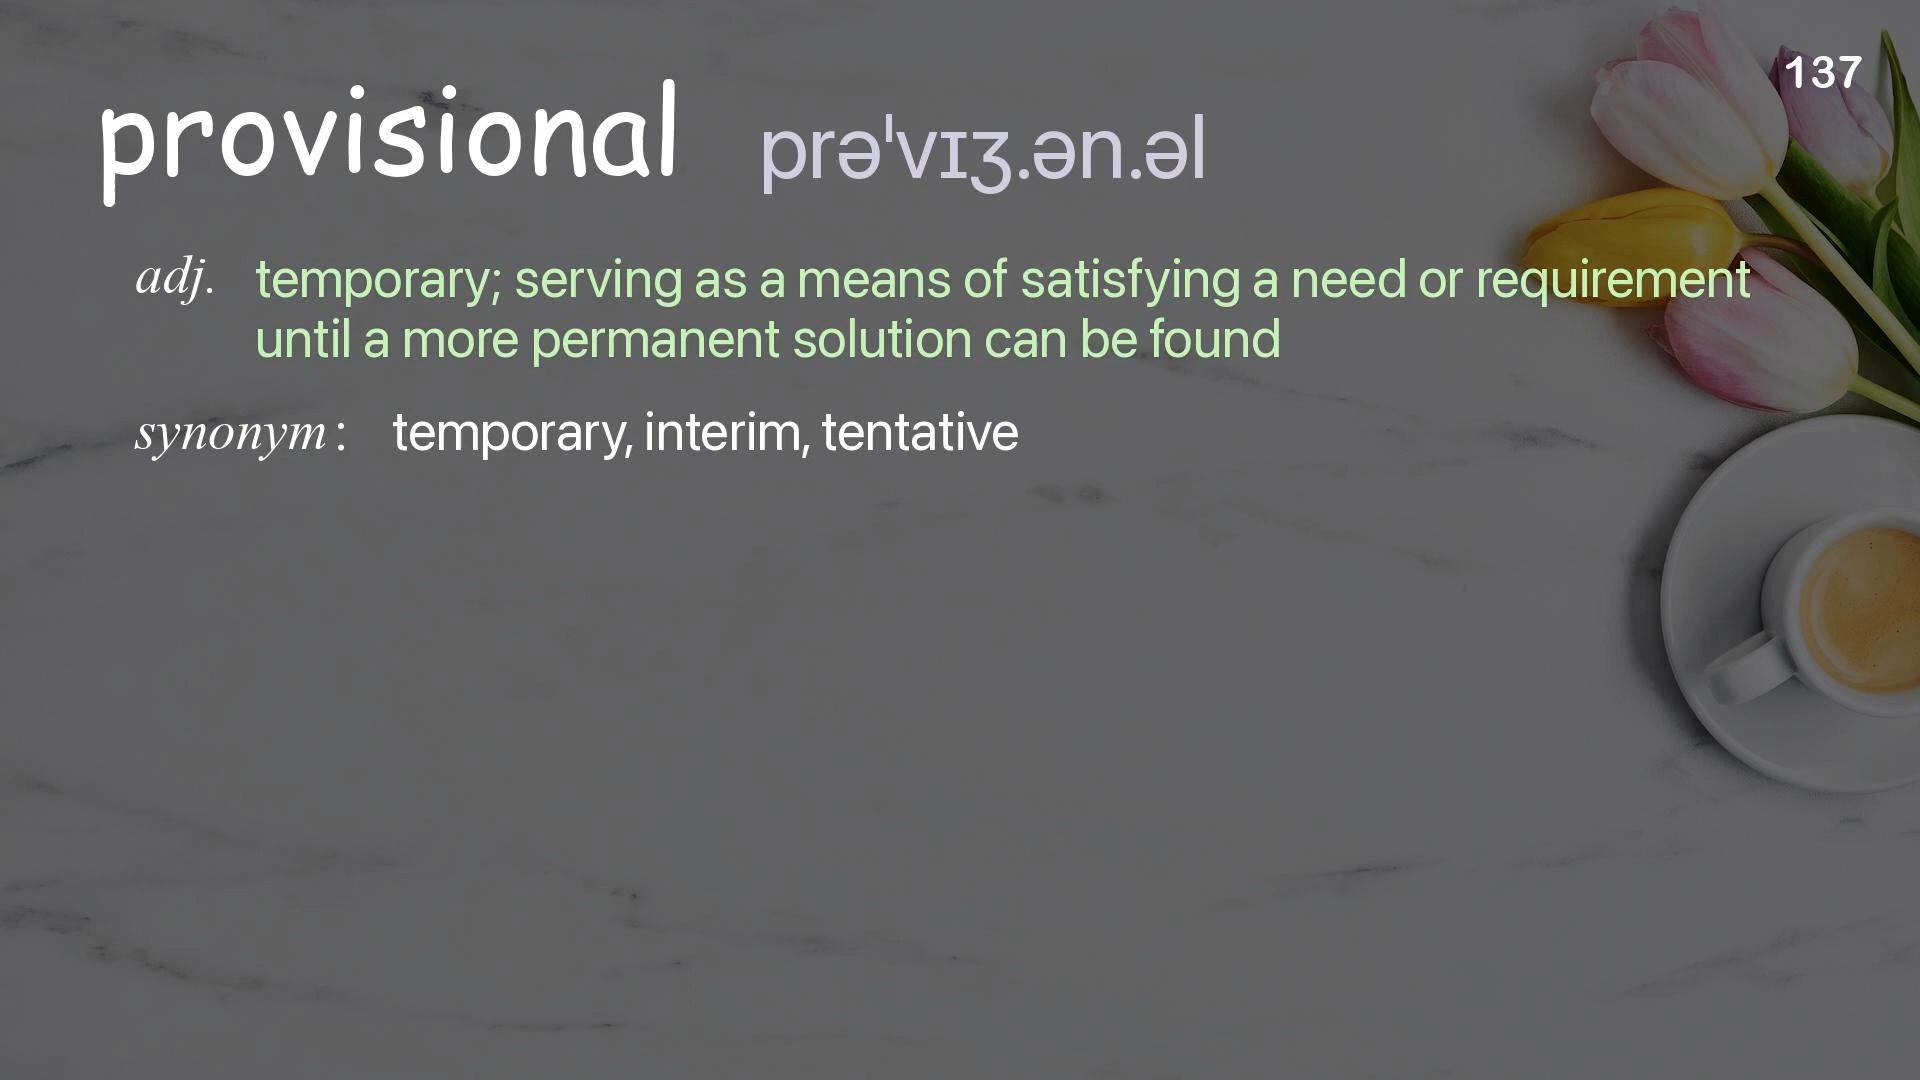 137
provisional prəˈvɪʒ.ən.əl
adj. temporary; serving as a means of satisfying a need or requirement
until a more permanent solution can be found
synonym: temporary, interim, tentative